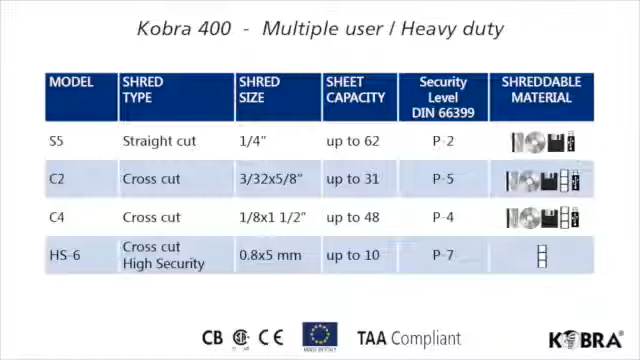 Kobra 400 - Multiple user / Heavy duty
MODEL SHRED TYPE SHRED SIZE SHEET CAPACITY Security Level DIN 66399 SHREDDABLE MATERIAL
S5 Straight cut 1/4” up to 62 P-2
C2 Cross cut 3/32x5/8” up to 31 P-5
C4 Cross cut 1/8x1 1/2” up to 48 P-4
HS-6 Cross cut High Security 0.8x5 mm up to 10 P-7
CB CE MADE IN ITALY TAA Compliant KOBRA